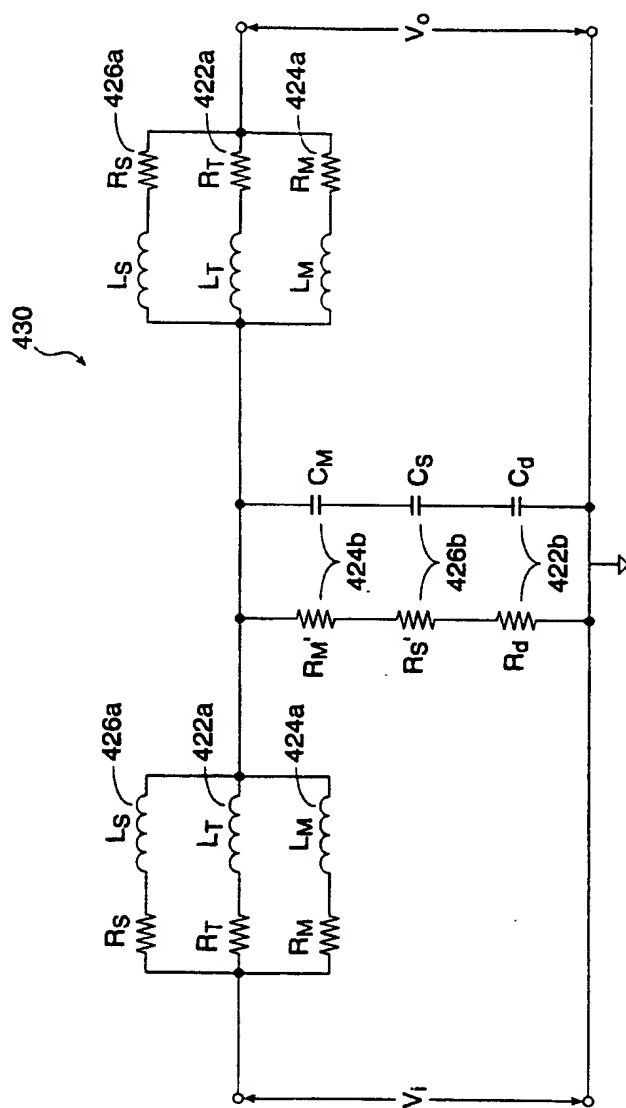 430
426a
426a
Rs
Ls
Ls
Rs
422a
422a
RT
LT
LT
RT
424a
424a
RM
LM
LM
RM
Vi
Vo
RM'
424b
CM
Rs'
426b
Cs
Rd
422b
Cd